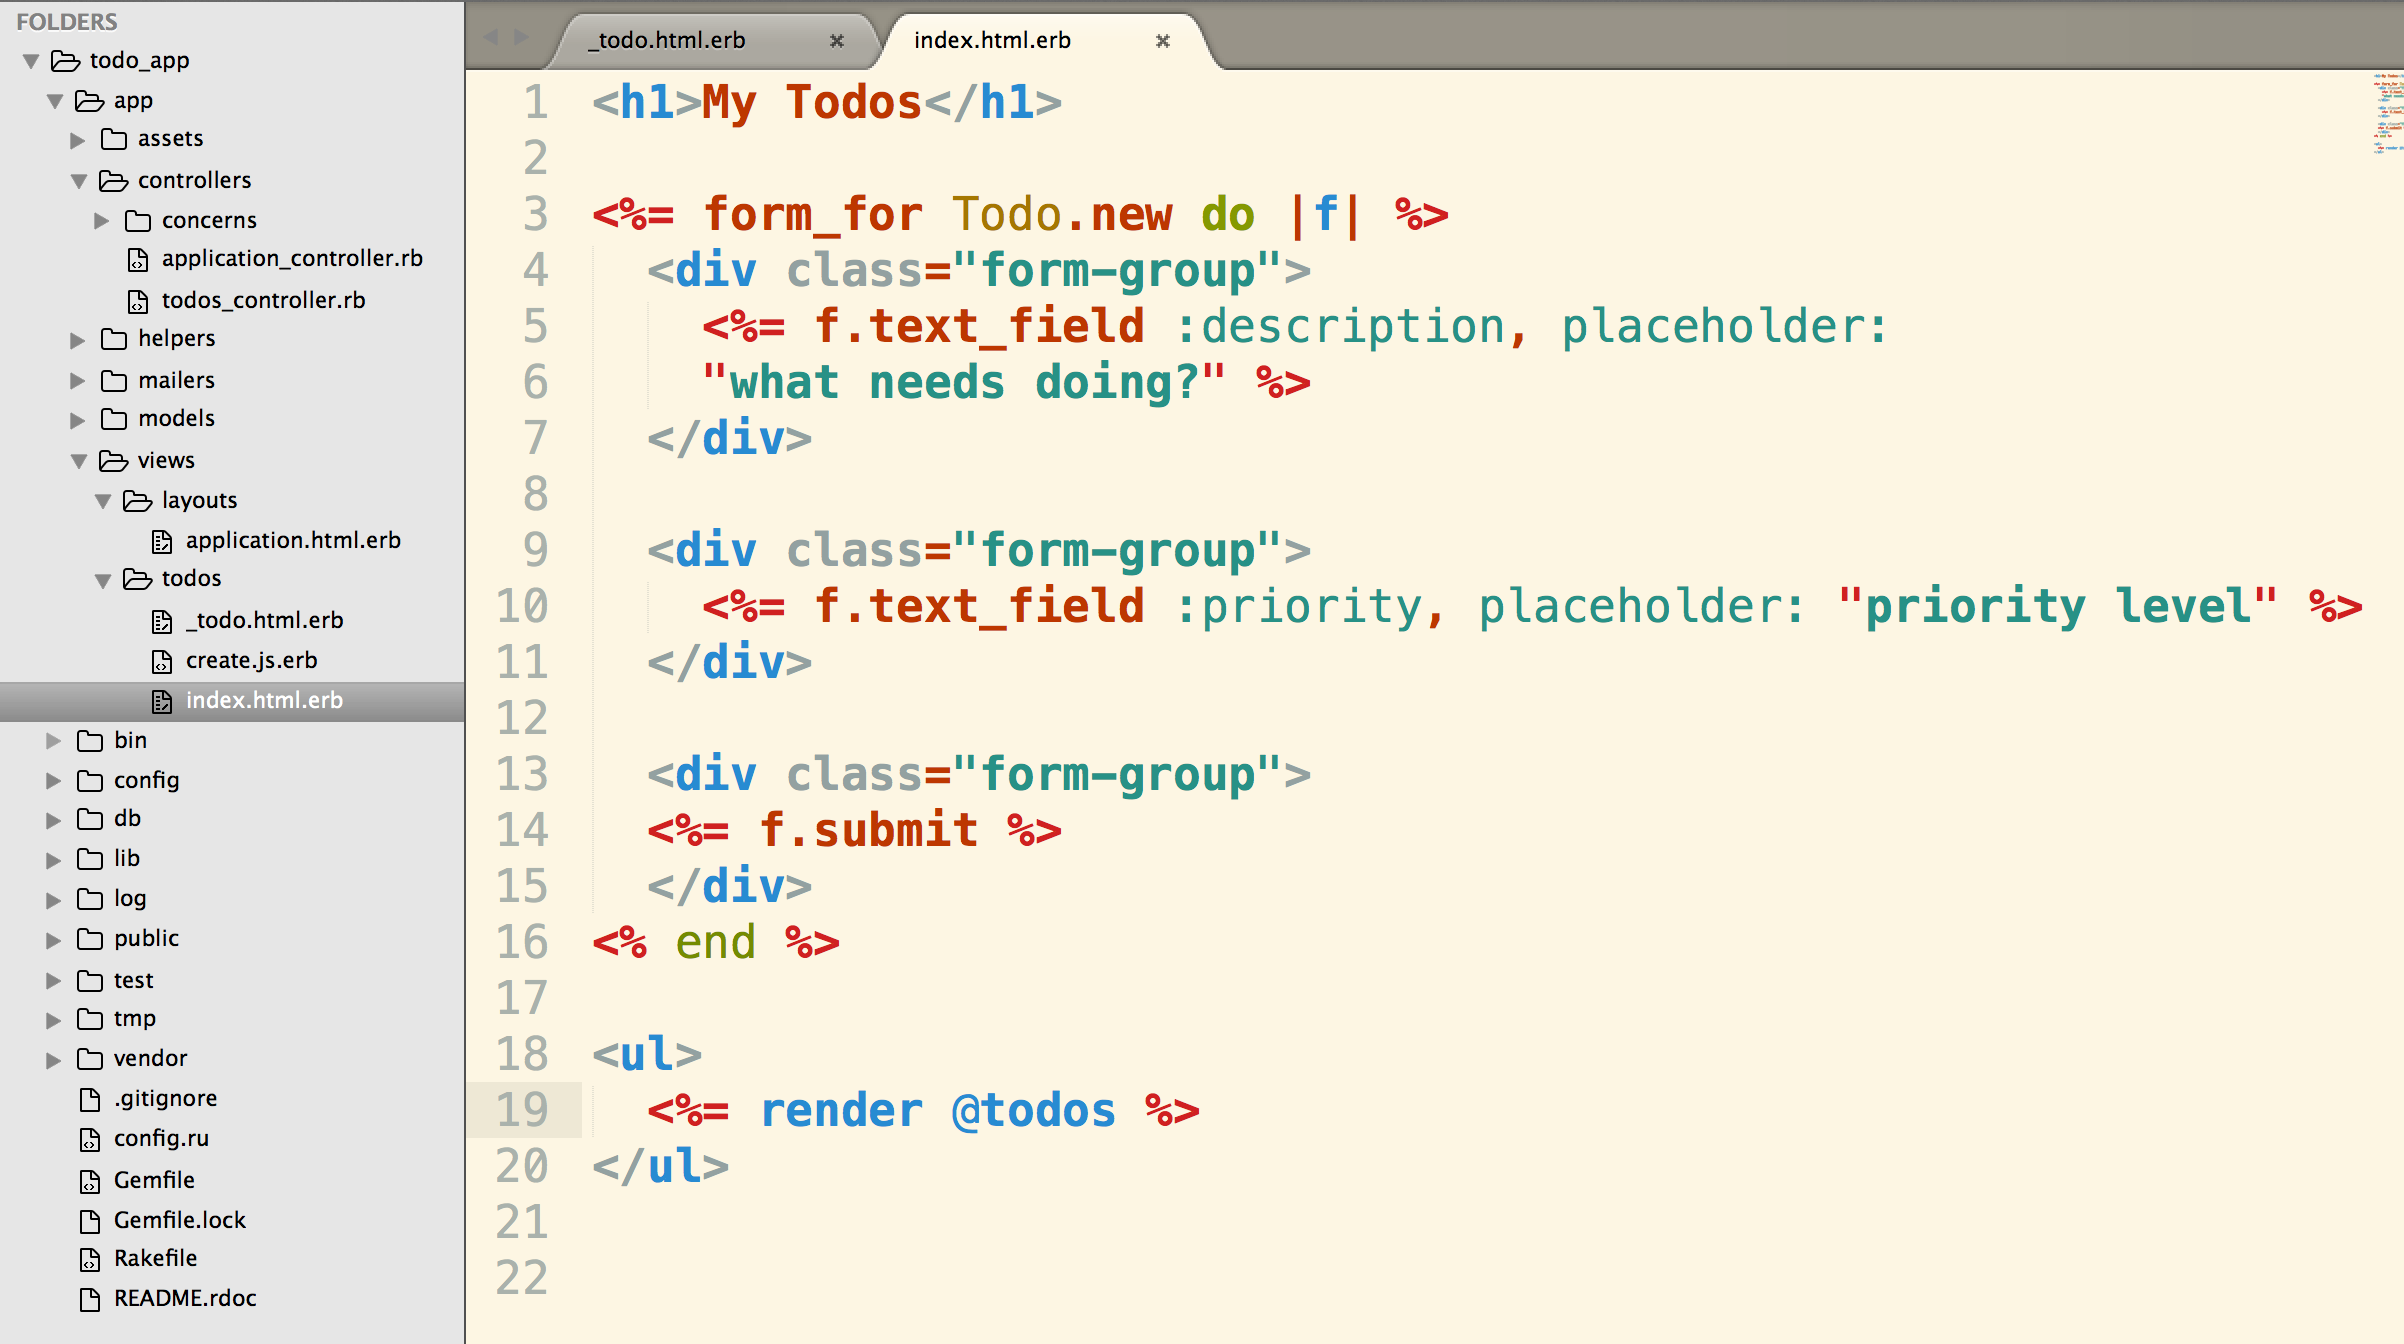 FOLDERS
todo_app
app
assets
controllers
concerns
application_controller.rb
todos_controller.rb
helpers
mailers
models
views
layouts
application.html.erb
todos
_todo.html.erb
create.js.erb
index.html.erb
bin
config
db
lib
log
public
test
tmp
vendor
.gitignore
config.ru
Gemfile
Gemfile.lock
Rakefile
README.rdoc
_todo.html.erb
index.html.erb
1 <h1>My Todos</h1>
2
3 <%= form_for Todo.new do |f| %>
4 <div class="form-group">
5 <%= f.text_field :description, placeholder:
6 "what needs doing?" %>
7 </div>
8
9 <div class="form-group">
10 <%= f.text_field :priority, placeholder: "priority level" %>
11 </div>
12
13 <div class="form-group">
14 <%= f.submit %>
15 </div>
16 <% end %>
17
18 <ul>
19 <%= render @todos %>
20 </ul>
21
22